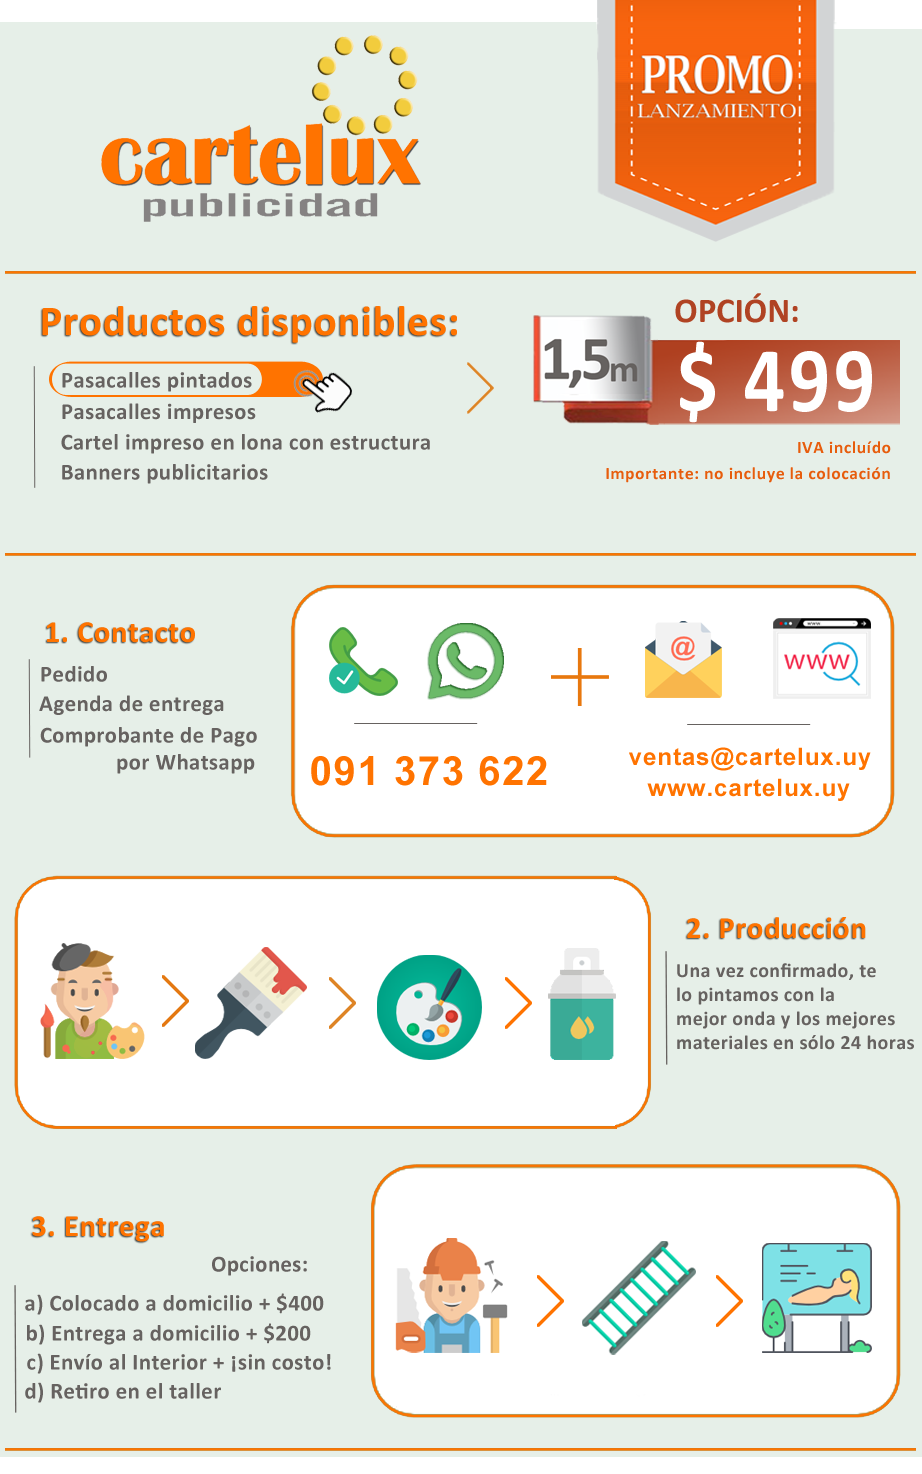 cartelux
publicidad
PROMO
LANZAMIENTO
Productos disponibles:
Pasacalles pintados
Pasacalles impresos
Cartel impreso en lona con estructura
Banners publicitarios
OPCIÓN:
1,5m
$ 499
IVA incluído
Importante: no incluye la colocación
1. Contacto
Pedido
Agenda de entrega
Comprobante de Pago
por Whatsapp
@
www
www
091 373 622
ventas@cartelux.uy
www.cartelux.uy
2. Producción
Una vez confirmado, te
lo pintamos con la
mejor onda y los mejores
materiales en sólo 24 horas
3. Entrega
Opciones:
a) Colocado a domicilio + $400
b) Entrega a domicilio + $200
c) Envío al Interior + ¡sin costo!
d) Retiro en el taller